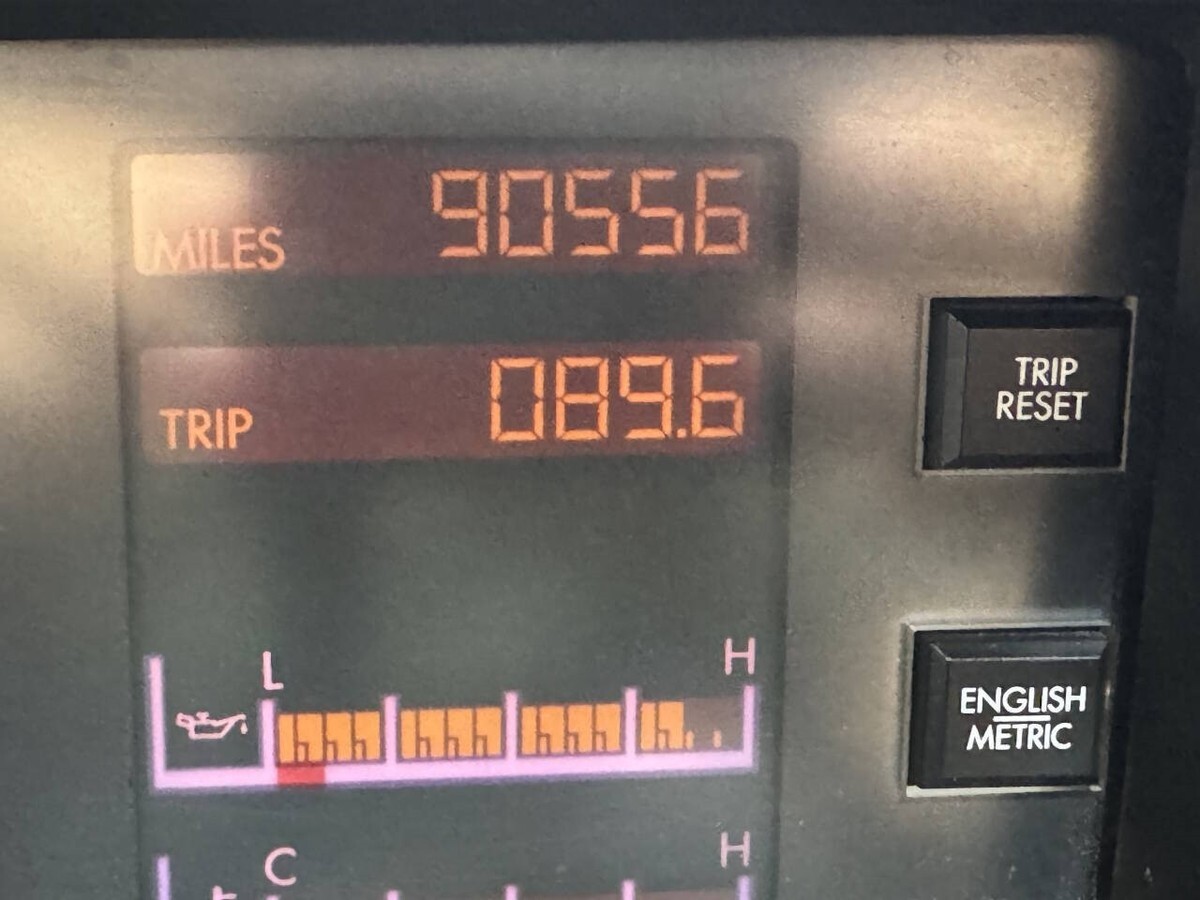 MILES 90556
TRIP 089.6
TRIP
RESET
L H
ENGLISH
METRIC
C H